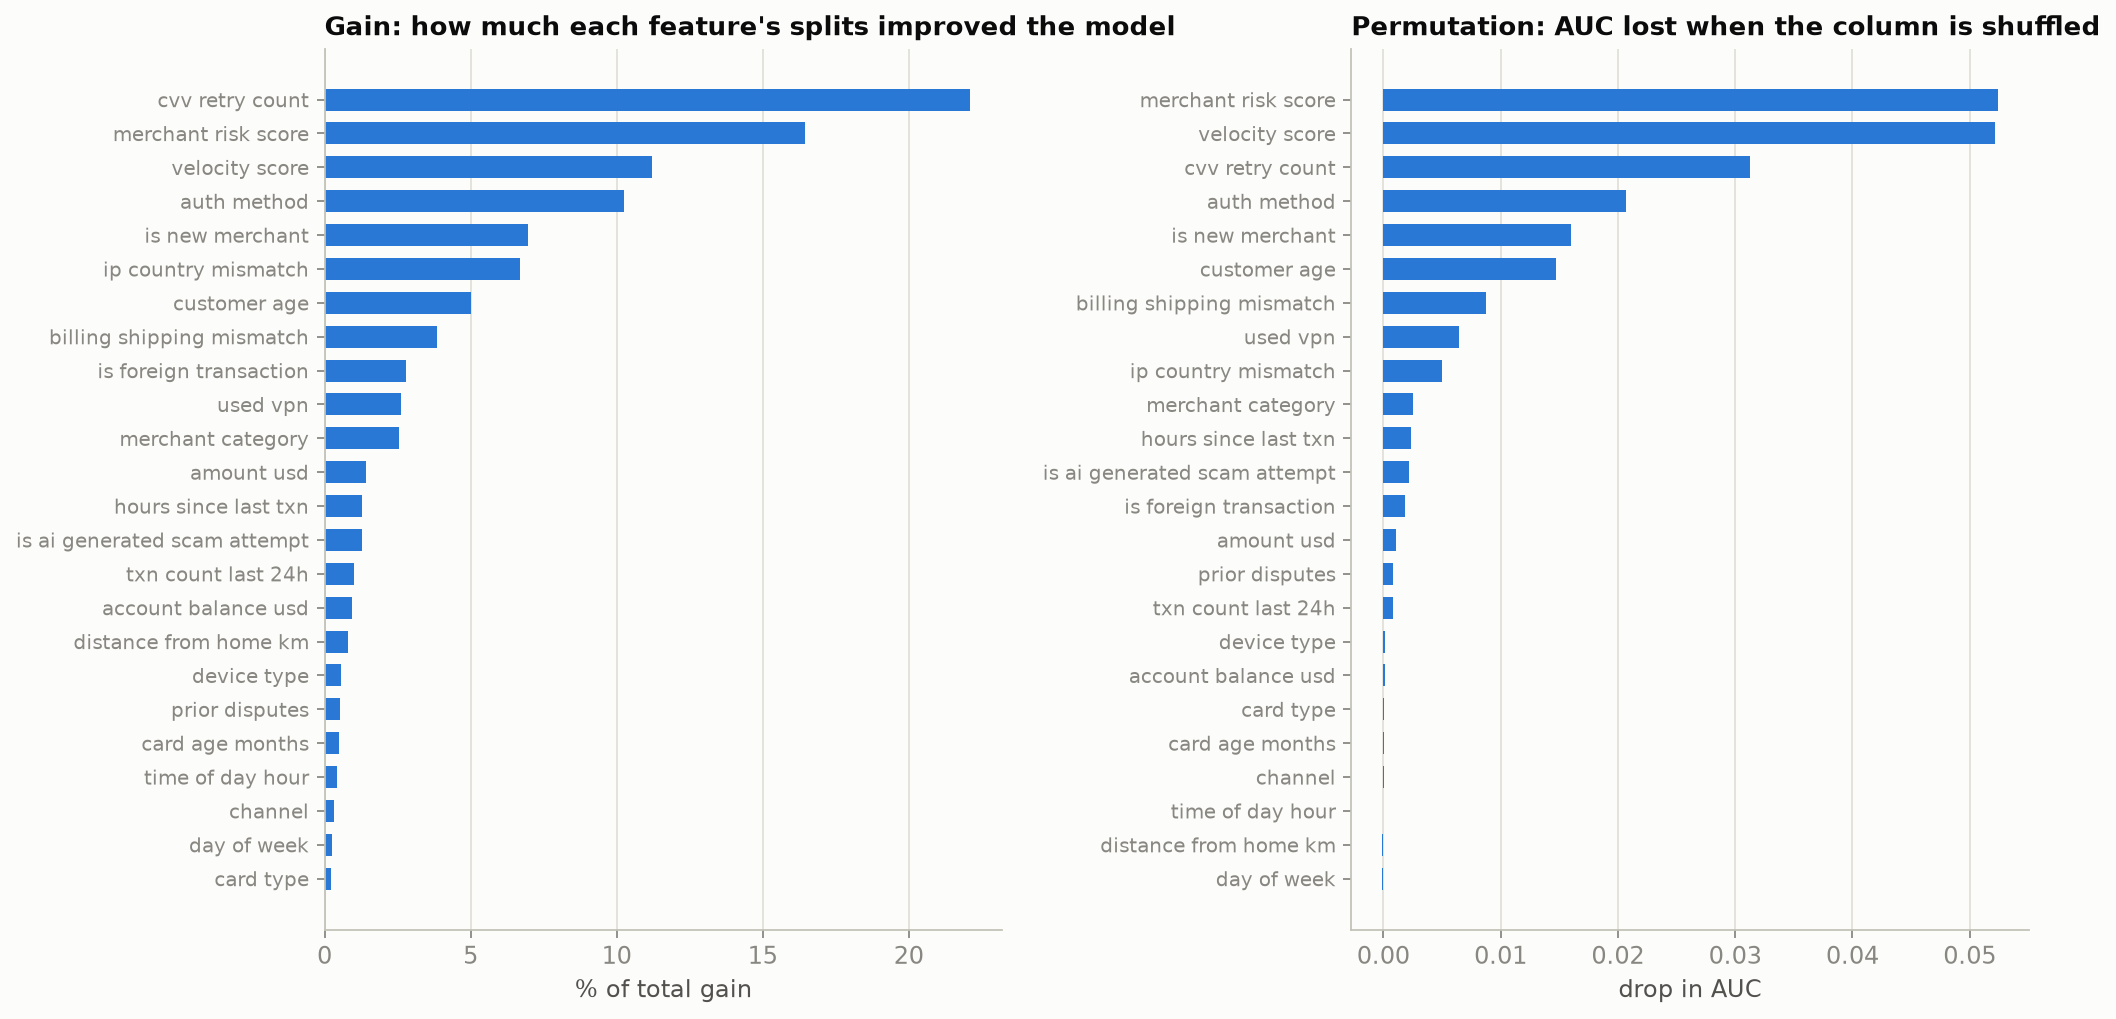 Gain: how much each feature's splits improved the model
cvv retry count
merchant risk score
velocity score
auth method
is new merchant
ip country mismatch
customer age
billing shipping mismatch
is foreign transaction
used vpn
merchant category
amount usd
hours since last txn
is ai generated scam attempt
txn count last 24h
account balance usd
distance from home km
device type
prior disputes
card age months
time of day hour
channel
day of week
card type
0 5 10 15 20
% of total gain
Permutation: AUC lost when the column is shuffled
merchant risk score
velocity score
cvv retry count
auth method
is new merchant
customer age
billing shipping mismatch
used vpn
ip country mismatch
merchant category
hours since last txn
is ai generated scam attempt
is foreign transaction
amount usd
prior disputes
txn count last 24h
device type
account balance usd
card type
card age months
channel
time of day hour
distance from home km
day of week
0.00 0.01 0.02 0.03 0.04 0.05
drop in AUC